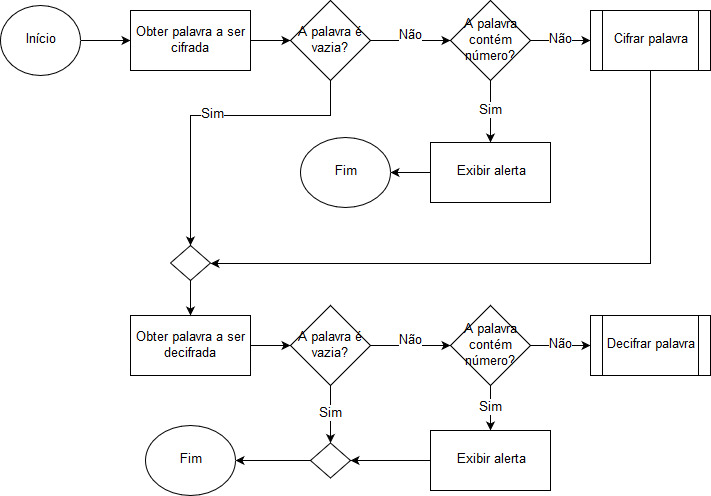 Início
Obter palavra a ser
cifrada
A palavra é
vazia?
Não
A palavra
contém
número?
Não
Cifrar palavra
Sim
Sim
Fim
Exibir alerta
Obter palavra a ser
decifrada
A palavra é
vazia?
Não
A palavra
contém
número?
Não
Decifrar palavra
Sim
Sim
Fim
Exibir alerta